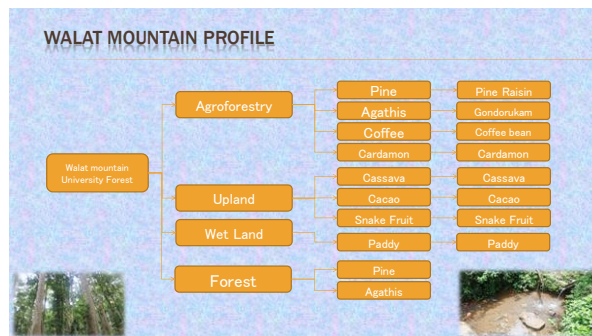 WALAT MOUNTAIN PROFILE
Walat mountain
University Forest
Agroforestry
Pine
Pine Raisin
Agathis
Gondorukam
Coffee
Coffee bean
Cardamon
Cardamon
Upland
Cassava
Cassava
Cacao
Cacao
Snake Fruit
Snake Fruit
Wet Land
Paddy
Paddy
Forest
Pine
Agathis